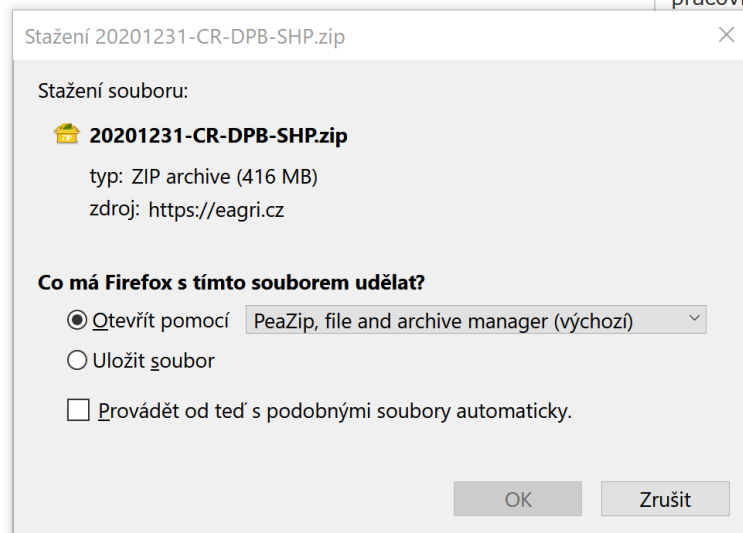 Stažení 20201231-CR-DPB-SHP.zip
Stažení souboru:
20201231-CR-DPB-SHP.zip
typ: ZIP archive (416 MB)
zdroj: https://eagri.cz
Co má Firefox s tímto souborem udělat?
Otevřít pomocí PeaZip, file and archive manager (výchozí)
Uložit soubor
Provádět od teď s podobnými soubory automaticky.
OK Zrušit